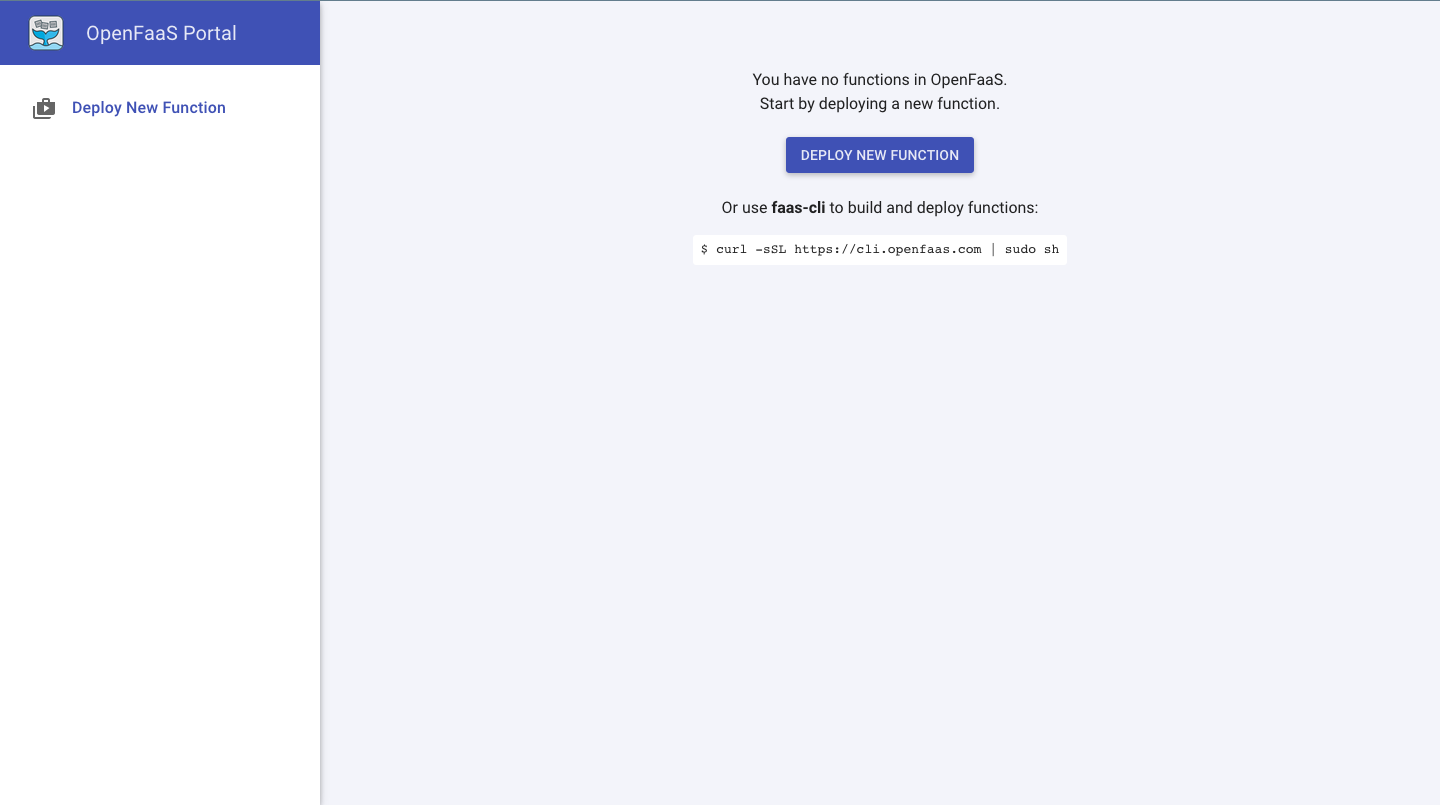 OpenFaaS Portal
Deploy New Function
You have no functions in OpenFaaS.
Start by deploying a new function.
DEPLOY NEW FUNCTION
Or use faas-cli to build and deploy functions:
$ curl -sSL https://cli.openfaas.com | sudo sh